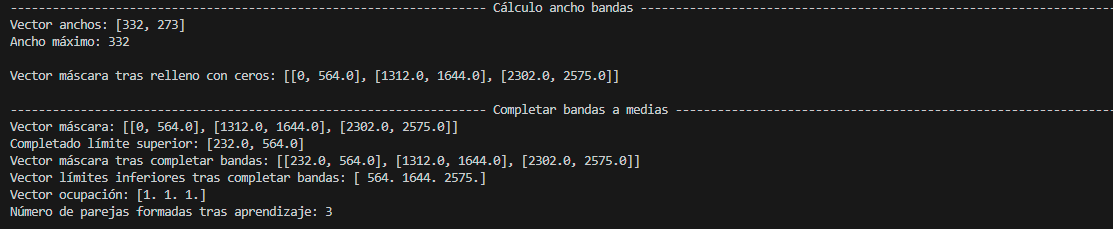 -------------------------------------------------------------------- Cálculo ancho bandas --------------------------------------------------------------------
Vector anchos: [332, 273]
Ancho máximo: 332
Vector máscara tras relleno con ceros: [[0, 564.0], [1312.0, 1644.0], [2302.0, 2575.0]]
-------------------------------------------------------------------- Completar bandas a medias ---------------------------------------------------------------
Vector máscara: [[0, 564.0], [1312.0, 1644.0], [2302.0, 2575.0]]
Completado límite superior: [232.0, 564.0]
Vector máscara tras completar bandas: [[232.0, 564.0], [1312.0, 1644.0], [2302.0, 2575.0]]
Vector límites inferiores tras completar bandas: [ 564. 1644. 2575.]
Vector ocupación: [1. 1. 1.]
Número de parejas formadas tras aprendizaje: 3